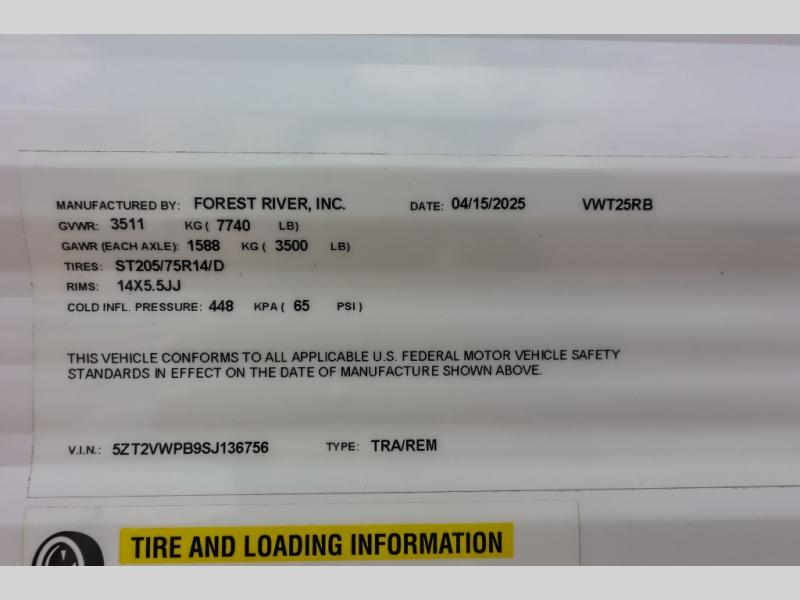 MANUFACTURED BY: FOREST RIVER, INC. DATE: 04/15/2025 VWT25RB
GVWR: 3511 KG ( 7740 LB)
GAWR (EACH AXLE): 1588 KG ( 3500 LB)
TIRES: ST205/75R14/D
RIMS: 14X5.5JJ
COLD INFL. PRESSURE: 448 KPA ( 65 PSI )
THIS VEHICLE CONFORMS TO ALL APPLICABLE U.S. FEDERAL MOTOR VEHICLE SAFETY
STANDARDS IN EFFECT ON THE DATE OF MANUFACTURE SHOWN ABOVE.
V.I.N.: 5ZT2VWPB9SJ136756 TYPE: TRA/REM
TIRE AND LOADING INFORMATION